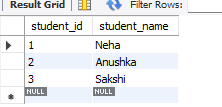 Result Grid Filter Rows:
student_id student_name
1 Neha
2 Anushka
3 Sakshi
NULL NULL